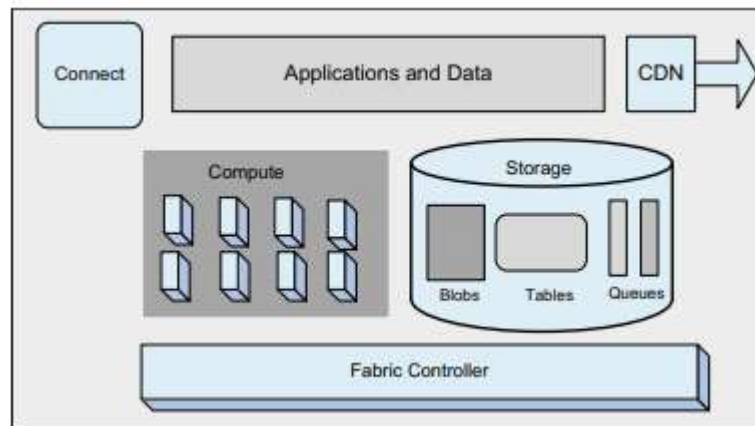 Connect
Applications and Data
CDN
Compute
Storage
Blobs
Tables
Queues
Fabric Controller